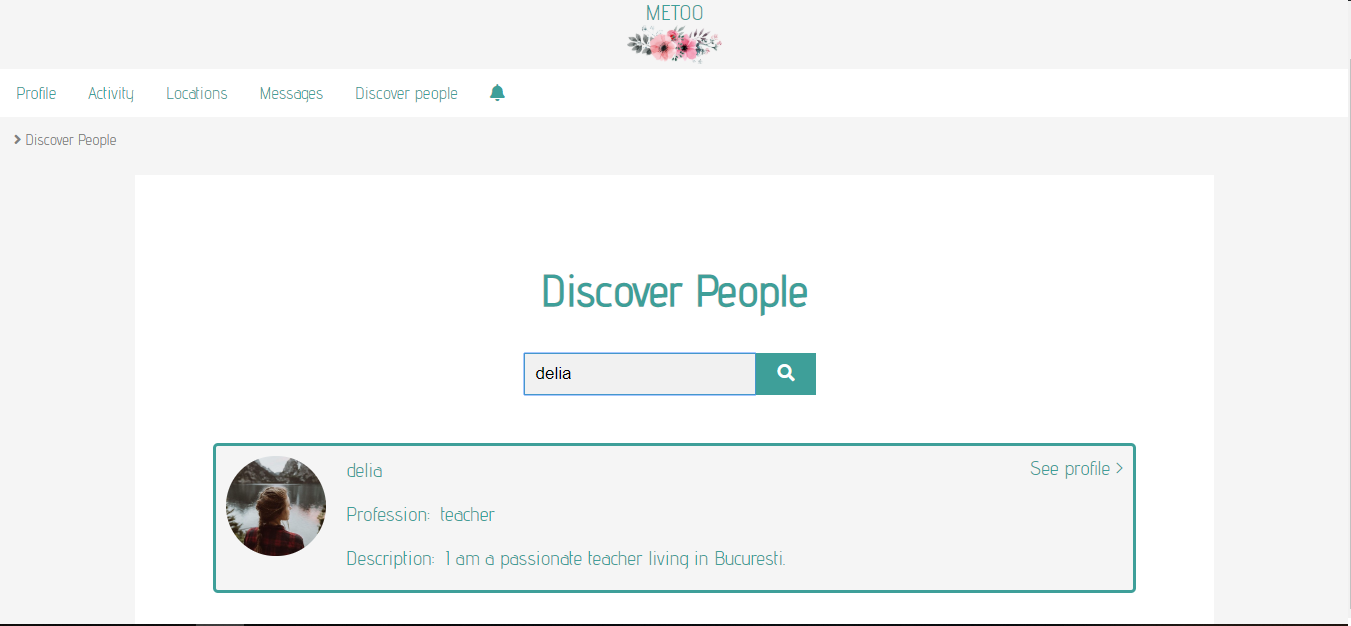 METOO
Profile Activity Locations Messages Discover people
Discover People
Discover People
delia
delia
See profile >
Profession: teacher
Description: I am a passionate teacher living in Bucuresti.